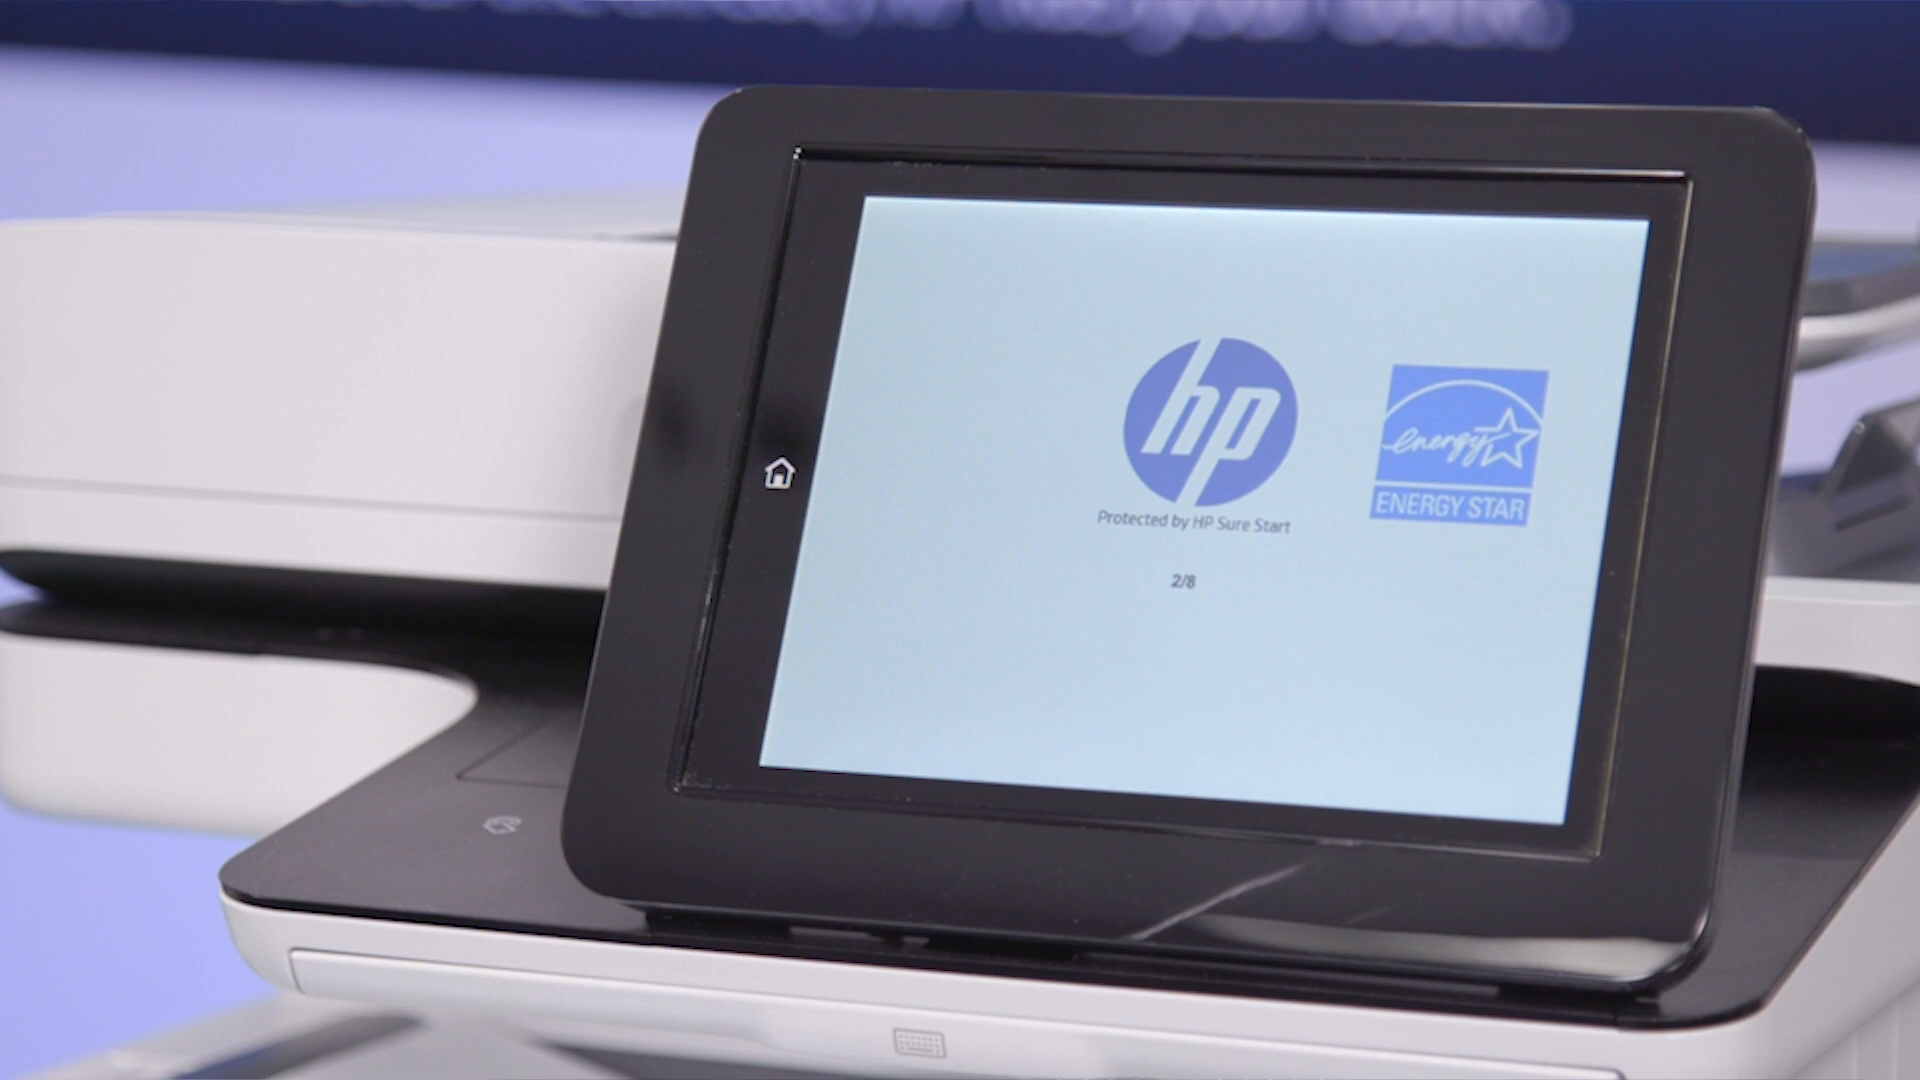 hp
energy
ENERGY STAR
Protected by HP Sure Start
2/8